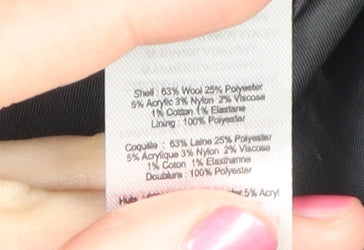 Shell : 63% Wool 25% Polyester
5% Acrylic 3% Nylon 2% Viscose
1% Cotton 1% Elastane
Lining : 100% Polyester
Coquille : 63% Laine 25% Polyester
5% Acrylique 3% Nylon 2% Viscose
1% Coton 1% Elasthanne
Doublure : 100% Polyester
5% Acryl